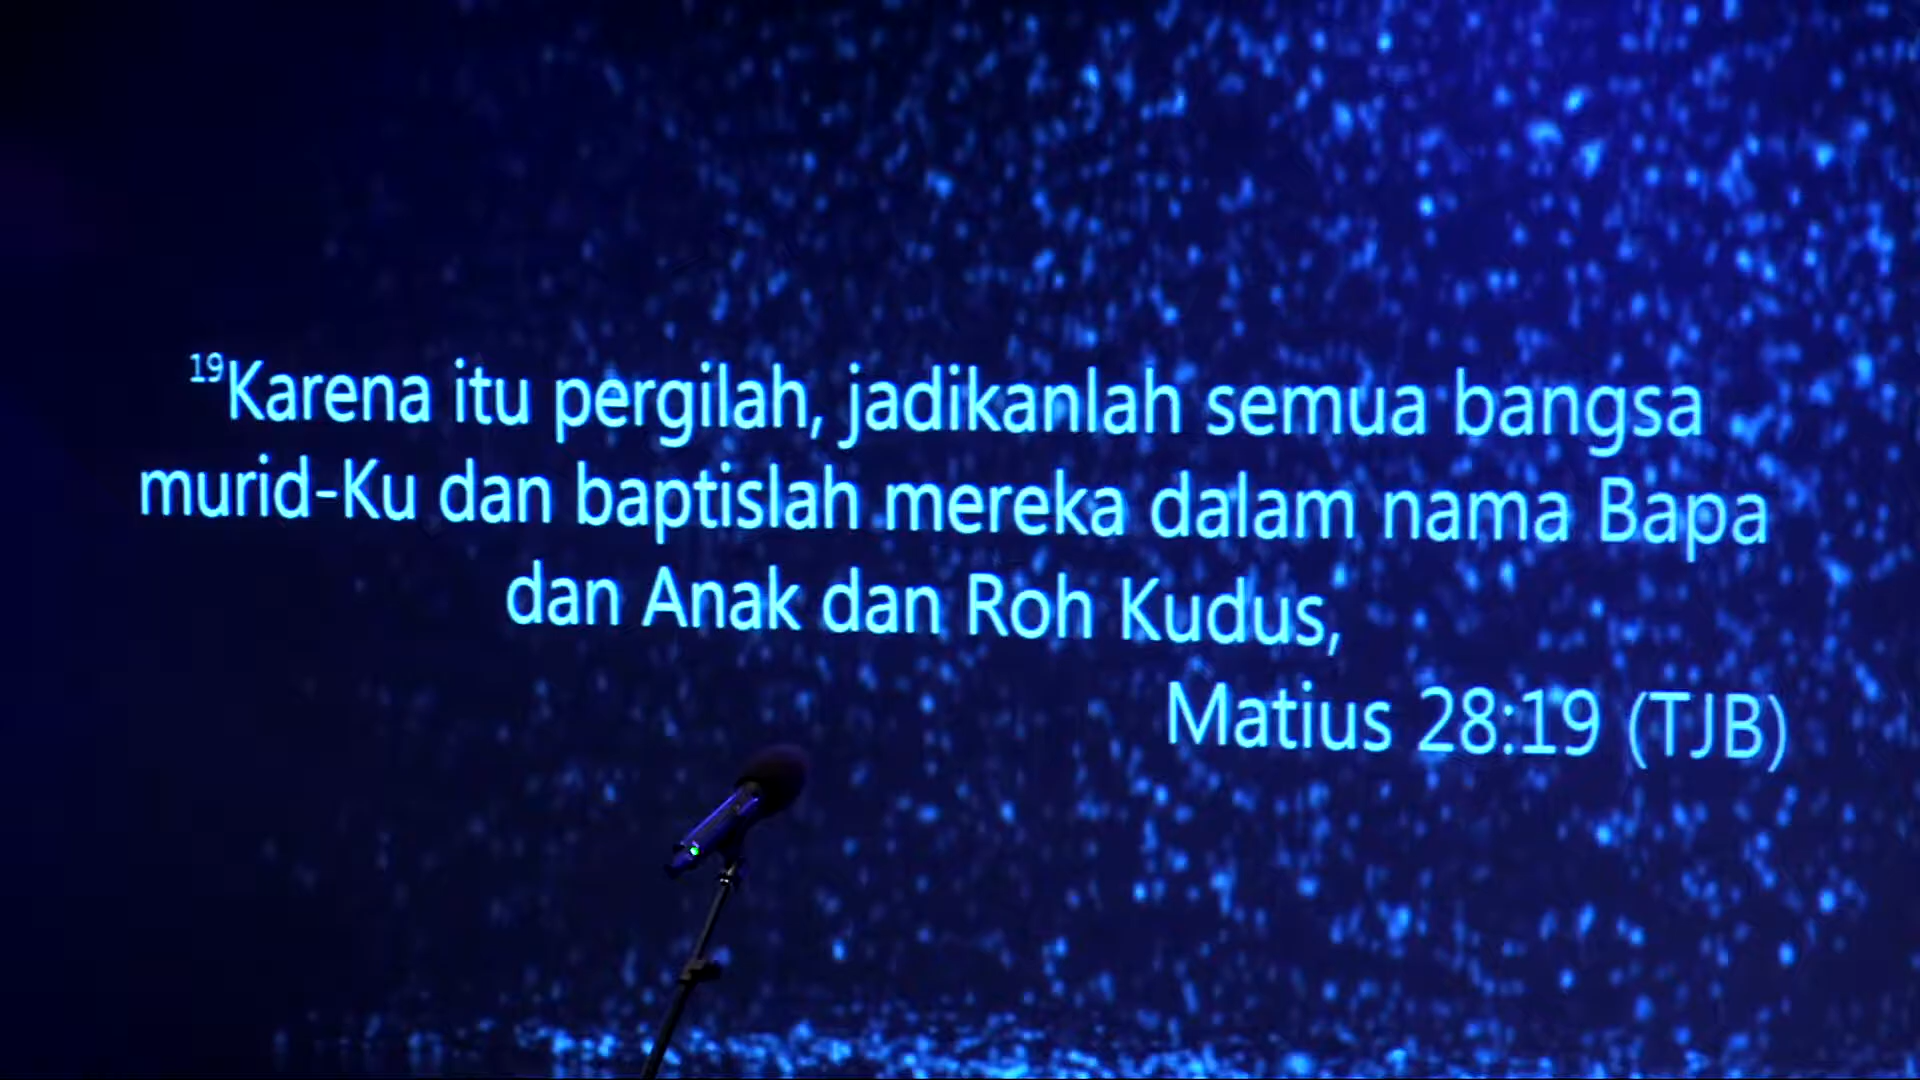 ¹⁹Karena itu pergilah, jadikanlah semua bangsa
murid-Ku dan baptislah mereka dalam nama Bapa
dan Anak dan Roh Kudus,
Matius 28:19 (TJB)